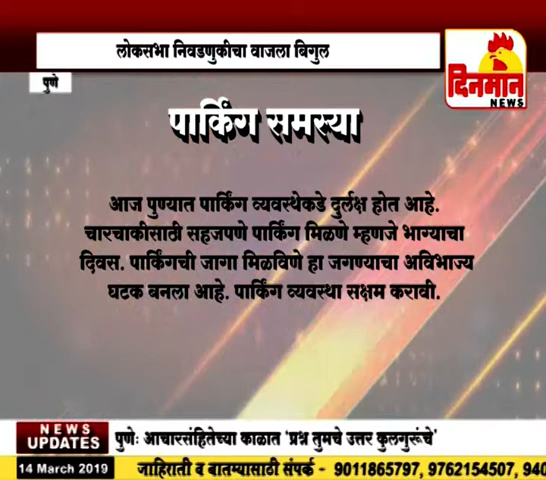 लोकसभा निवडणुकीचा वाजला बिगुल
पुणे
दिनमान
NEWS
पार्किंग समस्या
आज पुण्यात पार्किंग व्यवस्थेकडे दुर्लक्ष होत आहे.
चारचाकीसाठी सहजपणे पार्किंग मिळणे म्हणजे भाग्याचा
दिवस. पार्किंगची जागा मिळविणे हा जगण्याचा अविभाज्य
घटक बनला आहे. पार्किंग व्यवस्था सक्षम करावी.
NEWS
UPDATES
पुणेः आचारसंहितेच्या काळात 'प्रश्न तुमचे उत्तर कुलगुरूंचे'
14 March 2019
जाहिराती व बातम्यासाठी संपर्क - 9011865797, 9762154507, 940